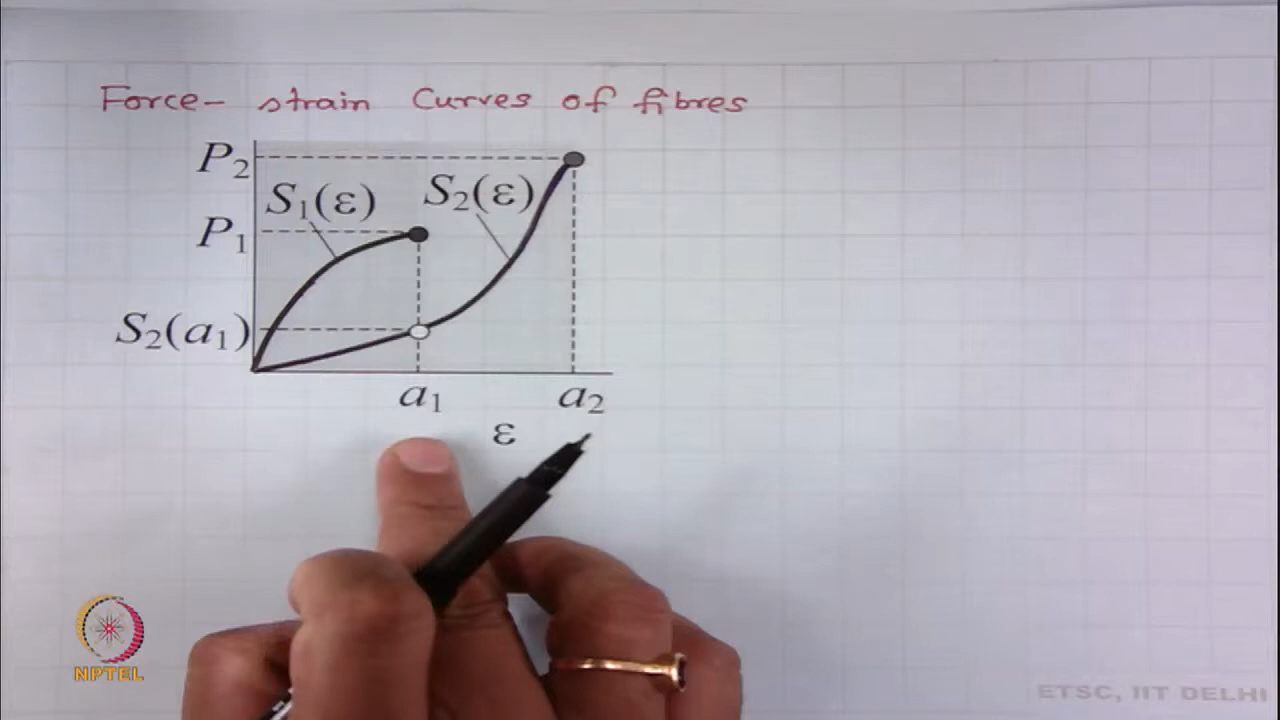 Force- strain Curves of fibres
P₂
S₁(ε) S₂(ε)
P₁
S₂(a₁)
a₁ a₂
ε
NPTEL
ETSC, IIT DELHI